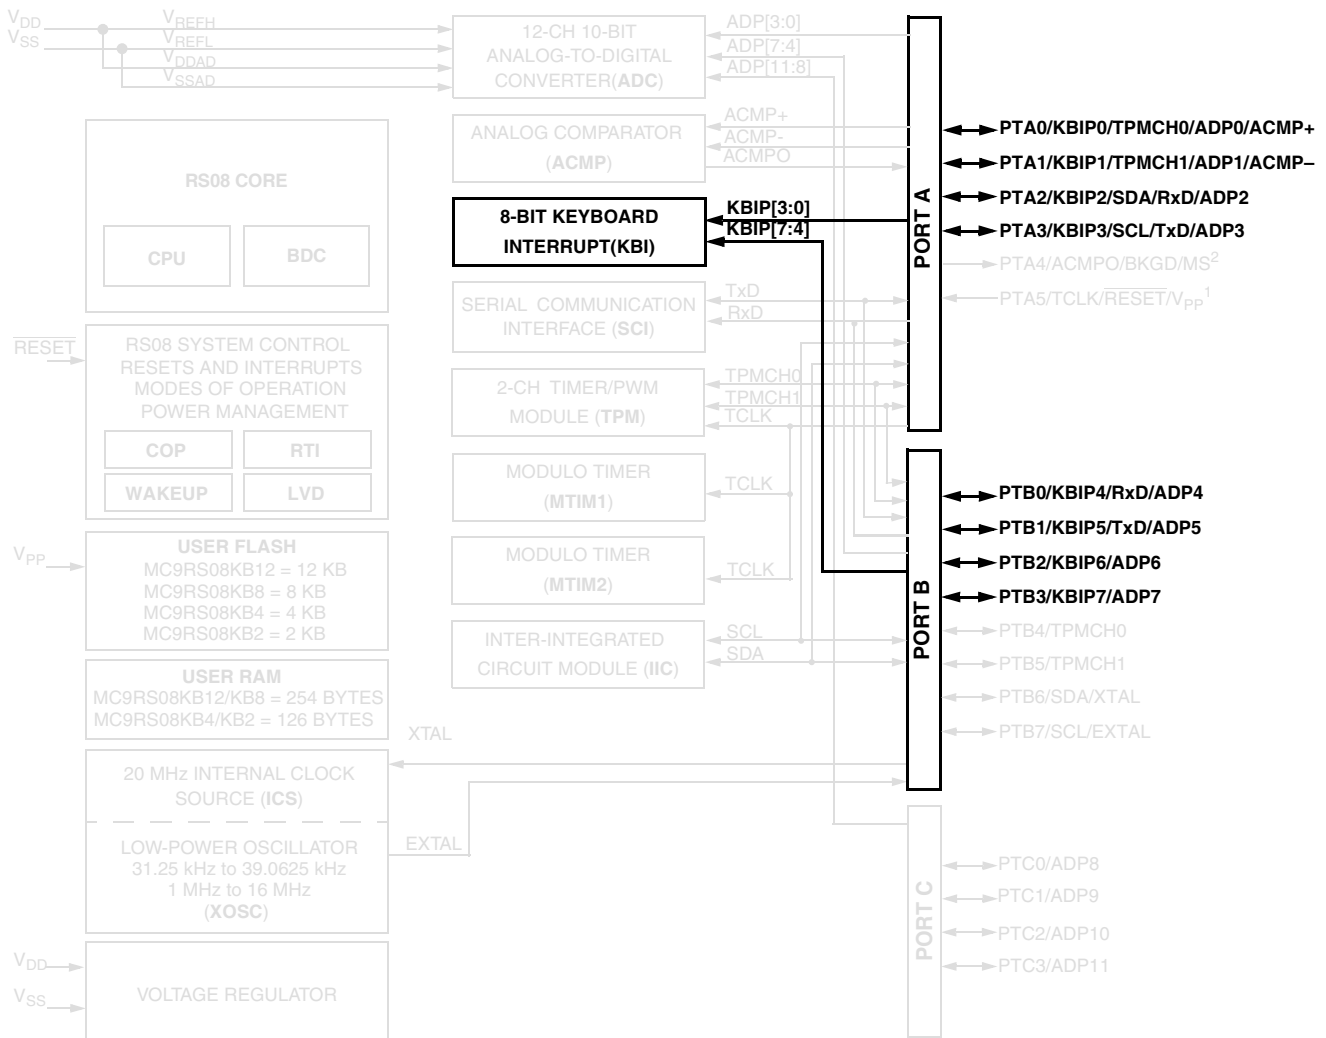 VDD
VSS
VREFH
VREFL
VDDAD
VSSAD
12-CH 10-BIT
ANALOG-TO-DIGITAL
CONVERTER(ADC)
ADP[3:0]
ADP[7:4]
ADP[11:8]
ANALOG COMPARATOR
(ACMP)
ACMP+
ACMP-
ACMPO
RS08 CORE
CPU
BDC
8-BIT KEYBOARD
INTERRUPT(KBI)
KBIP[3:0]
KBIP[7:4]
SERIAL COMMUNICATION
INTERFACE (SCI)
TxD
RxD
RESET
RS08 SYSTEM CONTROL
RESETS AND INTERRUPTS
MODES OF OPERATION
POWER MANAGEMENT
COP
RTI
WAKEUP
LVD
2-CH TIMER/PWM
MODULE (TPM)
TPMCH0
TPMCH1
TCLK
MODULO TIMER
(MTIM1)
TCLK
VPP
USER FLASH
MC9RS08KB12 = 12 KB
MC9RS08KB8 = 8 KB
MC9RS08KB4 = 4 KB
MC9RS08KB2 = 2 KB
MODULO TIMER
(MTIM2)
TCLK
INTER-INTEGRATED
CIRCUIT MODULE (IIC)
SCL
SDA
USER RAM
MC9RS08KB12/KB8 = 254 BYTES
MC9RS08KB4/KB2 = 126 BYTES
XTAL
20 MHz INTERNAL CLOCK
SOURCE (ICS)
LOW-POWER OSCILLATOR
31.25 kHz to 39.0625 kHz
1 MHz to 16 MHz
(XOSC)
EXTAL
VDD
VSS
VOLTAGE REGULATOR
PORT A
PTA0/KBIP0/TPMCH0/ADP0/ACMP+
PTA1/KBIP1/TPMCH1/ADP1/ACMP–
PTA2/KBIP2/SDA/RxD/ADP2
PTA3/KBIP3/SCL/TxD/ADP3
PTA4/ACMPO/BKGD/MS2
PTA5/TCLK/RESET/VPP1
PORT B
PTB0/KBIP4/RxD/ADP4
PTB1/KBIP5/TxD/ADP5
PTB2/KBIP6/ADP6
PTB3/KBIP7/ADP7
PTB4/TPMCH0
PTB5/TPMCH1
PTB6/SDA/XTAL
PTB7/SCL/EXTAL
PORT C
PTC0/ADP8
PTC1/ADP9
PTC2/ADP10
PTC3/ADP11